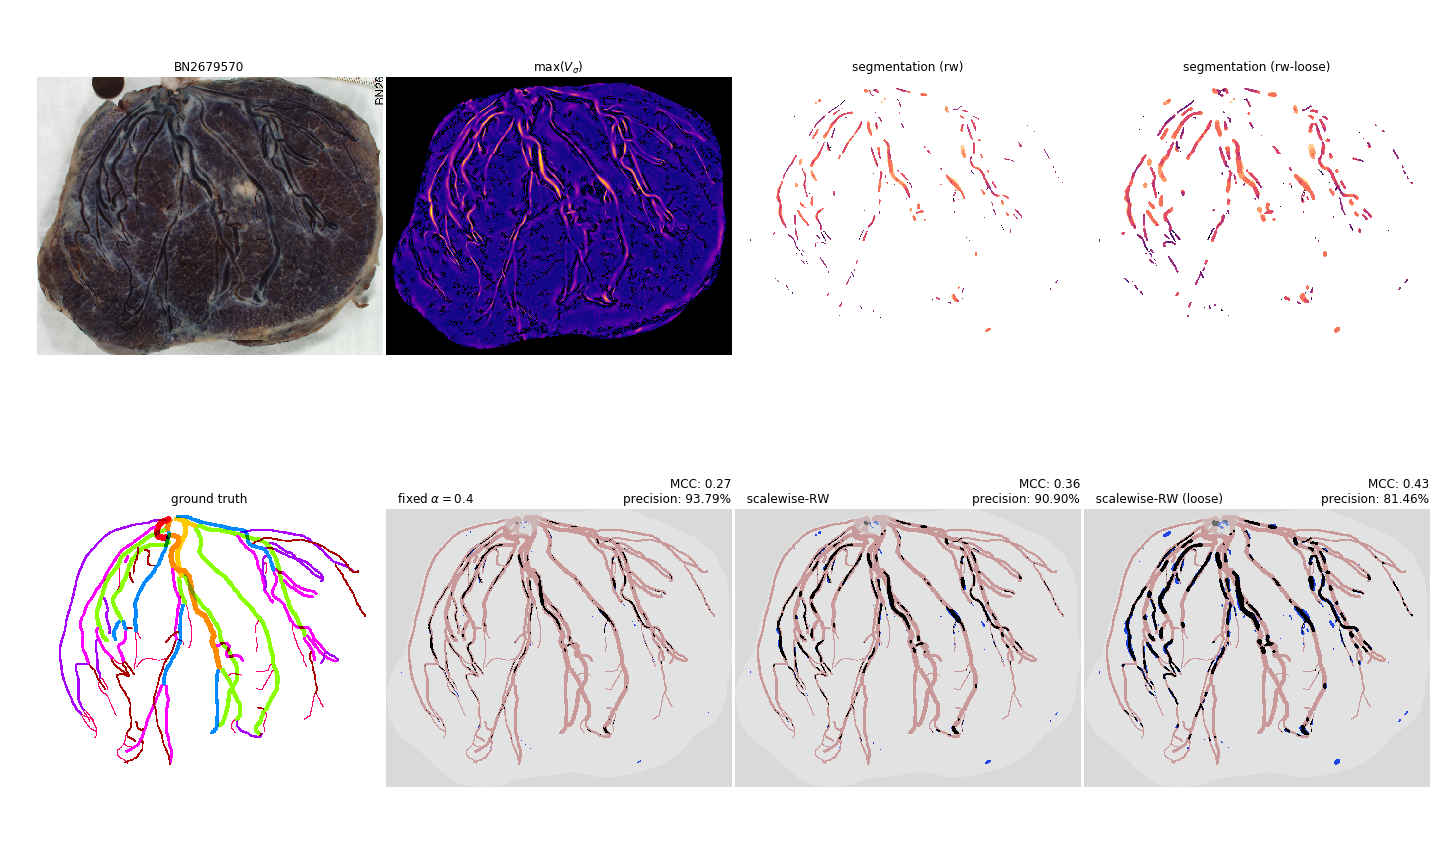 BN2679570
max(V_σ)
segmentation (rw)
segmentation (rw-loose)
BN26
ground truth
fixed α = 0.4
MCC: 0.27
precision: 93.79%
scalewise-RW
MCC: 0.36
precision: 90.90%
scalewise-RW (loose)
MCC: 0.43
precision: 81.46%